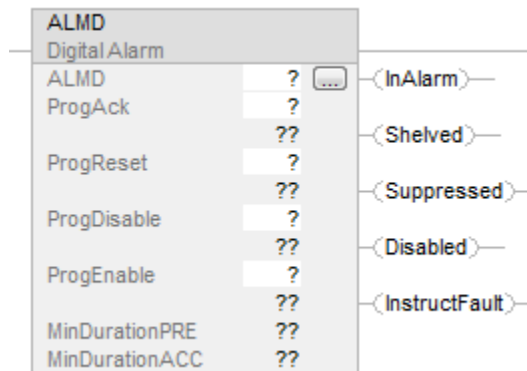 ALMD
Digital Alarm
ALMD ? ... (InAlarm)
ProgAck ?
?? (Shelved)
ProgReset ?
?? (Suppressed)
ProgDisable ?
?? (Disabled)
ProgEnable ?
?? (InstructFault)
MinDurationPRE ??
MinDurationACC ??